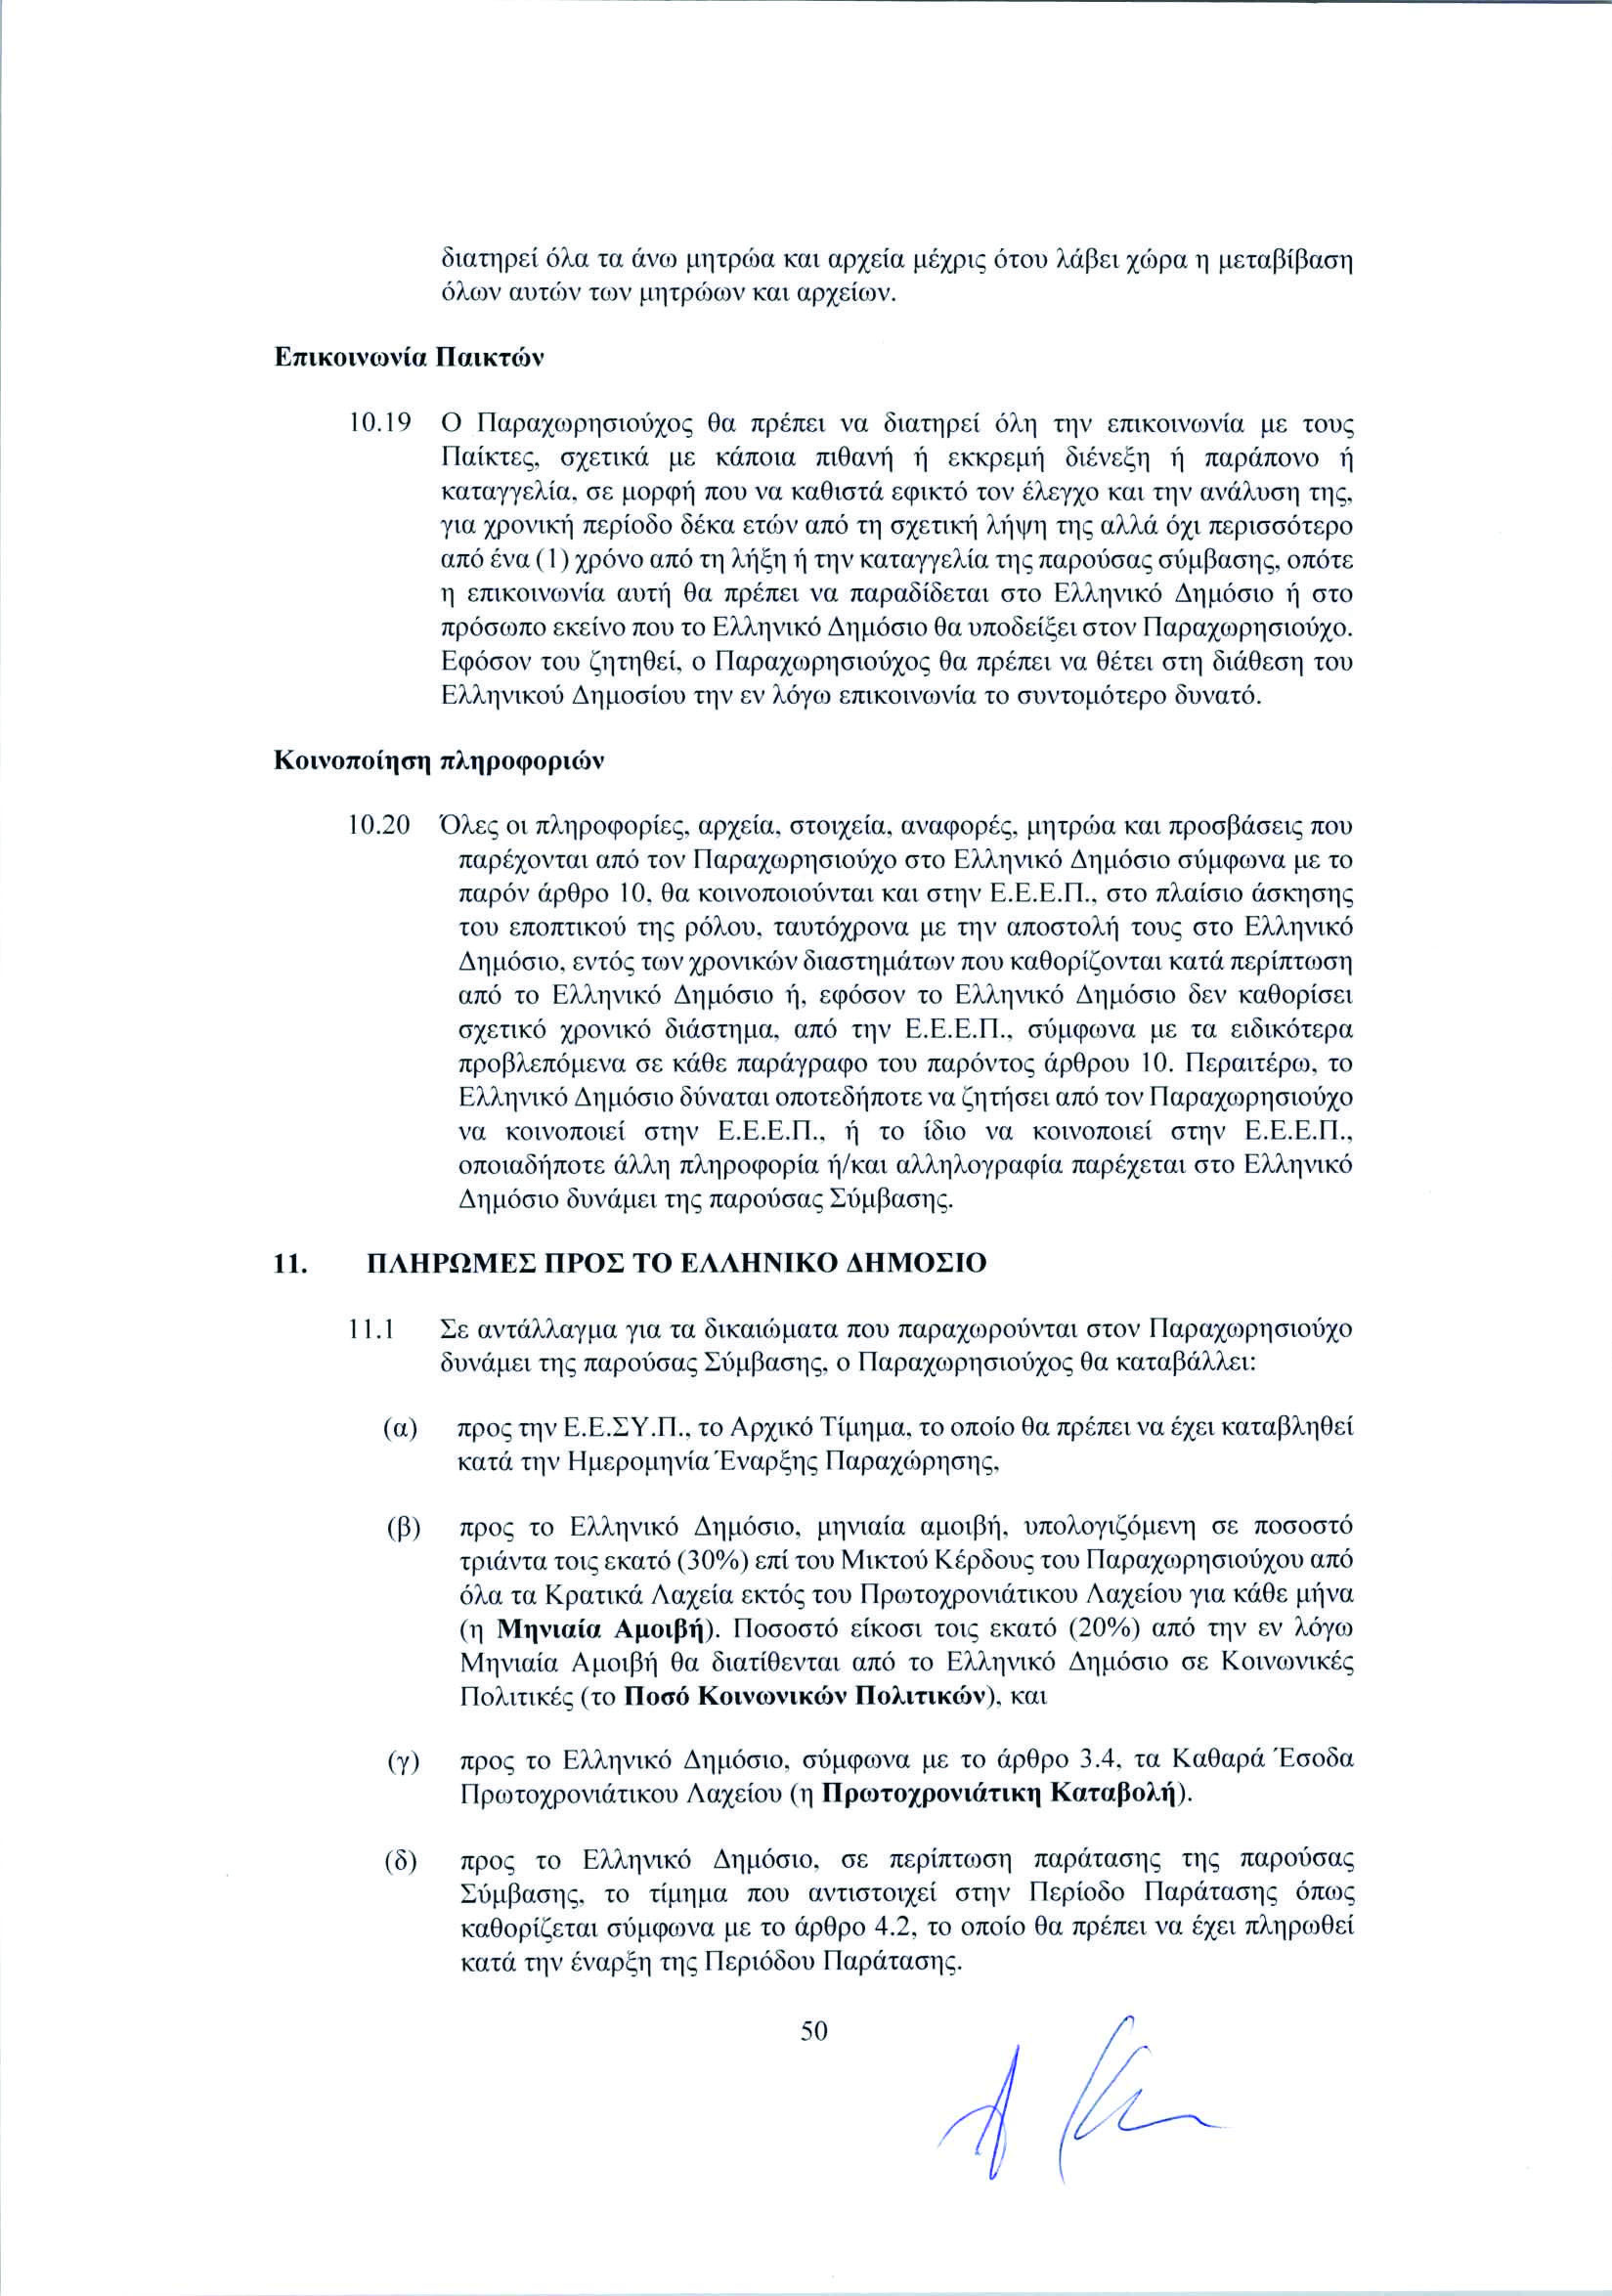 διατηρεί όλα τα άνω μητρώα και αρχεία μέχρις ότου λάβει χώρα η μεταβίβαση
όλων αυτών των μητρώων και αρχείων.
Επικοινωνία Παικτών
10.19 Ο Παραχωρησιούχος θα πρέπει να διατηρεί όλη την επικοινωνία με τους
Παίκτες, σχετικά με κάποια πιθανή ή εκκρεμή διένεξη ή παράπονο ή
καταγγελία, σε μορφή που να καθιστά εφικτό τον έλεγχο και την ανάλυση της,
για χρονική περίοδο δέκα ετών από τη σχετική λήψη της αλλά όχι περισσότερο
από ένα (1) χρόνο από τη λήξη ή την καταγγελία της παρούσας σύμβασης, οπότε
η επικοινωνία αυτή θα πρέπει να παραδίδεται στο Ελληνικό Δημόσιο ή στο
πρόσωπο εκείνο που το Ελληνικό Δημόσιο θα υποδείξει στον Παραχωρησιούχο.
Εφόσον του ζητηθεί, ο Παραχωρησιούχος θα πρέπει να θέτει στη διάθεση του
Ελληνικού Δημοσίου την εν λόγω επικοινωνία το συντομότερο δυνατό.
Κοινοποίηση πληροφοριών
10.20 Όλες οι πληροφορίες, αρχεία, στοιχεία, αναφορές, μητρώα και προσβάσεις που
παρέχονται από τον Παραχωρησιούχο στο Ελληνικό Δημόσιο σύμφωνα με το
παρόν άρθρο 10, θα κοινοποιούνται και στην Ε.Ε.Ε.Π., στο πλαίσιο άσκησης
του εποπτικού της ρόλου, ταυτόχρονα με την αποστολή τους στο Ελληνικό
Δημόσιο, εντός των χρονικών διαστημάτων που καθορίζονται κατά περίπτωση
από το Ελληνικό Δημόσιο ή, εφόσον το Ελληνικό Δημόσιο δεν καθορίσει
σχετικό χρονικό διάστημα, από την Ε.Ε.Ε.Π., σύμφωνα με τα ειδικότερα
προβλεπόμενα σε κάθε παράγραφο του παρόντος άρθρου 10. Περαιτέρω, το
Ελληνικό Δημόσιο δύναται οποτεδήποτε να ζητήσει από τον Παραχωρησιούχο
να κοινοποιεί στην Ε.Ε.Ε.Π., ή το ίδιο να κοινοποιεί στην Ε.Ε.Ε.Π.,
οποιαδήποτε άλλη πληροφορία ή/και αλληλογραφία παρέχεται στο Ελληνικό
Δημόσιο δυνάμει της παρούσας Σύμβασης.
11. ΠΛΗΡΩΜΕΣ ΠΡΟΣ ΤΟ ΕΛΛΗΝΙΚΟ ΔΗΜΟΣΙΟ
11.1 Σε αντάλλαγμα για τα δικαιώματα που παραχωρούνται στον Παραχωρησιούχο
δυνάμει της παρούσας Σύμβασης, ο Παραχωρησιούχος θα καταβάλλει:
(α) προς την Ε.Ε.ΣΥ.Π., το Αρχικό Τίμημα, το οποίο θα πρέπει να έχει καταβληθεί
κατά την Ημερομηνία Έναρξης Παραχώρησης,
(β) προς το Ελληνικό Δημόσιο, μηνιαία αμοιβή, υπολογιζόμενη σε ποσοστό
τριάντα τοις εκατό (30%) επί του Μικτού Κέρδους του Παραχωρησιούχου από
όλα τα Κρατικά Λαχεία εκτός του Πρωτοχρονιάτικου Λαχείου για κάθε μήνα
(η Μηνιαία Αμοιβή). Ποσοστό είκοσι τοις εκατό (20%) από την εν λόγω
Μηνιαία Αμοιβή θα διατίθενται από το Ελληνικό Δημόσιο σε Κοινωνικές
Πολιτικές (το Ποσό Κοινωνικών Πολιτικών), και
(γ) προς το Ελληνικό Δημόσιο, σύμφωνα με το άρθρο 3.4, τα Καθαρά Έσοδα
Πρωτοχρονιάτικου Λαχείου (η Πρωτοχρονιάτικη Καταβολή).
(δ) προς το Ελληνικό Δημόσιο, σε περίπτωση παράτασης της παρούσας
Σύμβασης, το τίμημα που αντιστοιχεί στην Περίοδο Παράτασης όπως
καθορίζεται σύμφωνα με το άρθρο 4.2, το οποίο θα πρέπει να έχει πληρωθεί
κατά την έναρξη της Περιόδου Παράτασης.
50